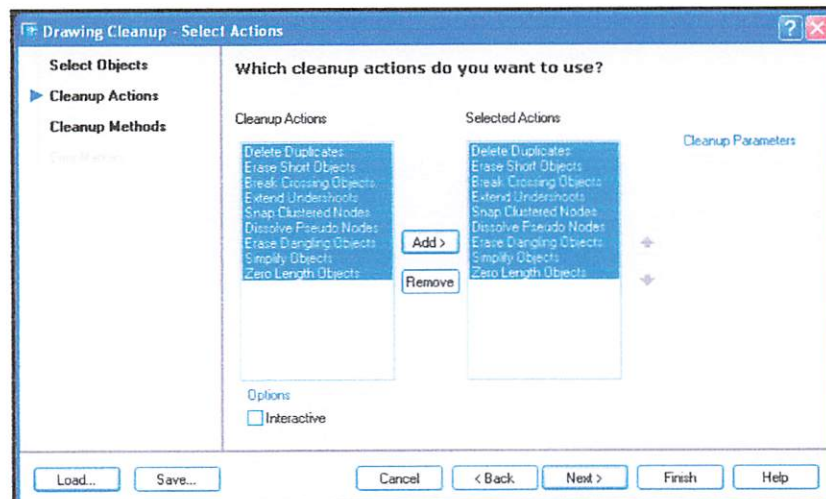 Drawing Cleanup - Select Actions
Select Objects
Cleanup Actions
Cleanup Methods
Which cleanup actions do you want to use?
Cleanup Actions
Delete Duplicates
Erase Short Objects
Break Crossing Objects
Extend Undershoots
Snap Clustered Nodes
Dissolve Pseudo Nodes
Erase Dangling Objects
Simplify Objects
Zero Length Objects
Add >
Remove
Selected Actions
Delete Duplicates
Erase Short Objects
Break Crossing Objects
Extend Undershoots
Snap Clustered Nodes
Dissolve Pseudo Nodes
Erase Dangling Objects
Simplify Objects
Zero Length Objects
Cleanup Parameters
Options
Interactive
Load... Save... Cancel < Back Next > Finish Help